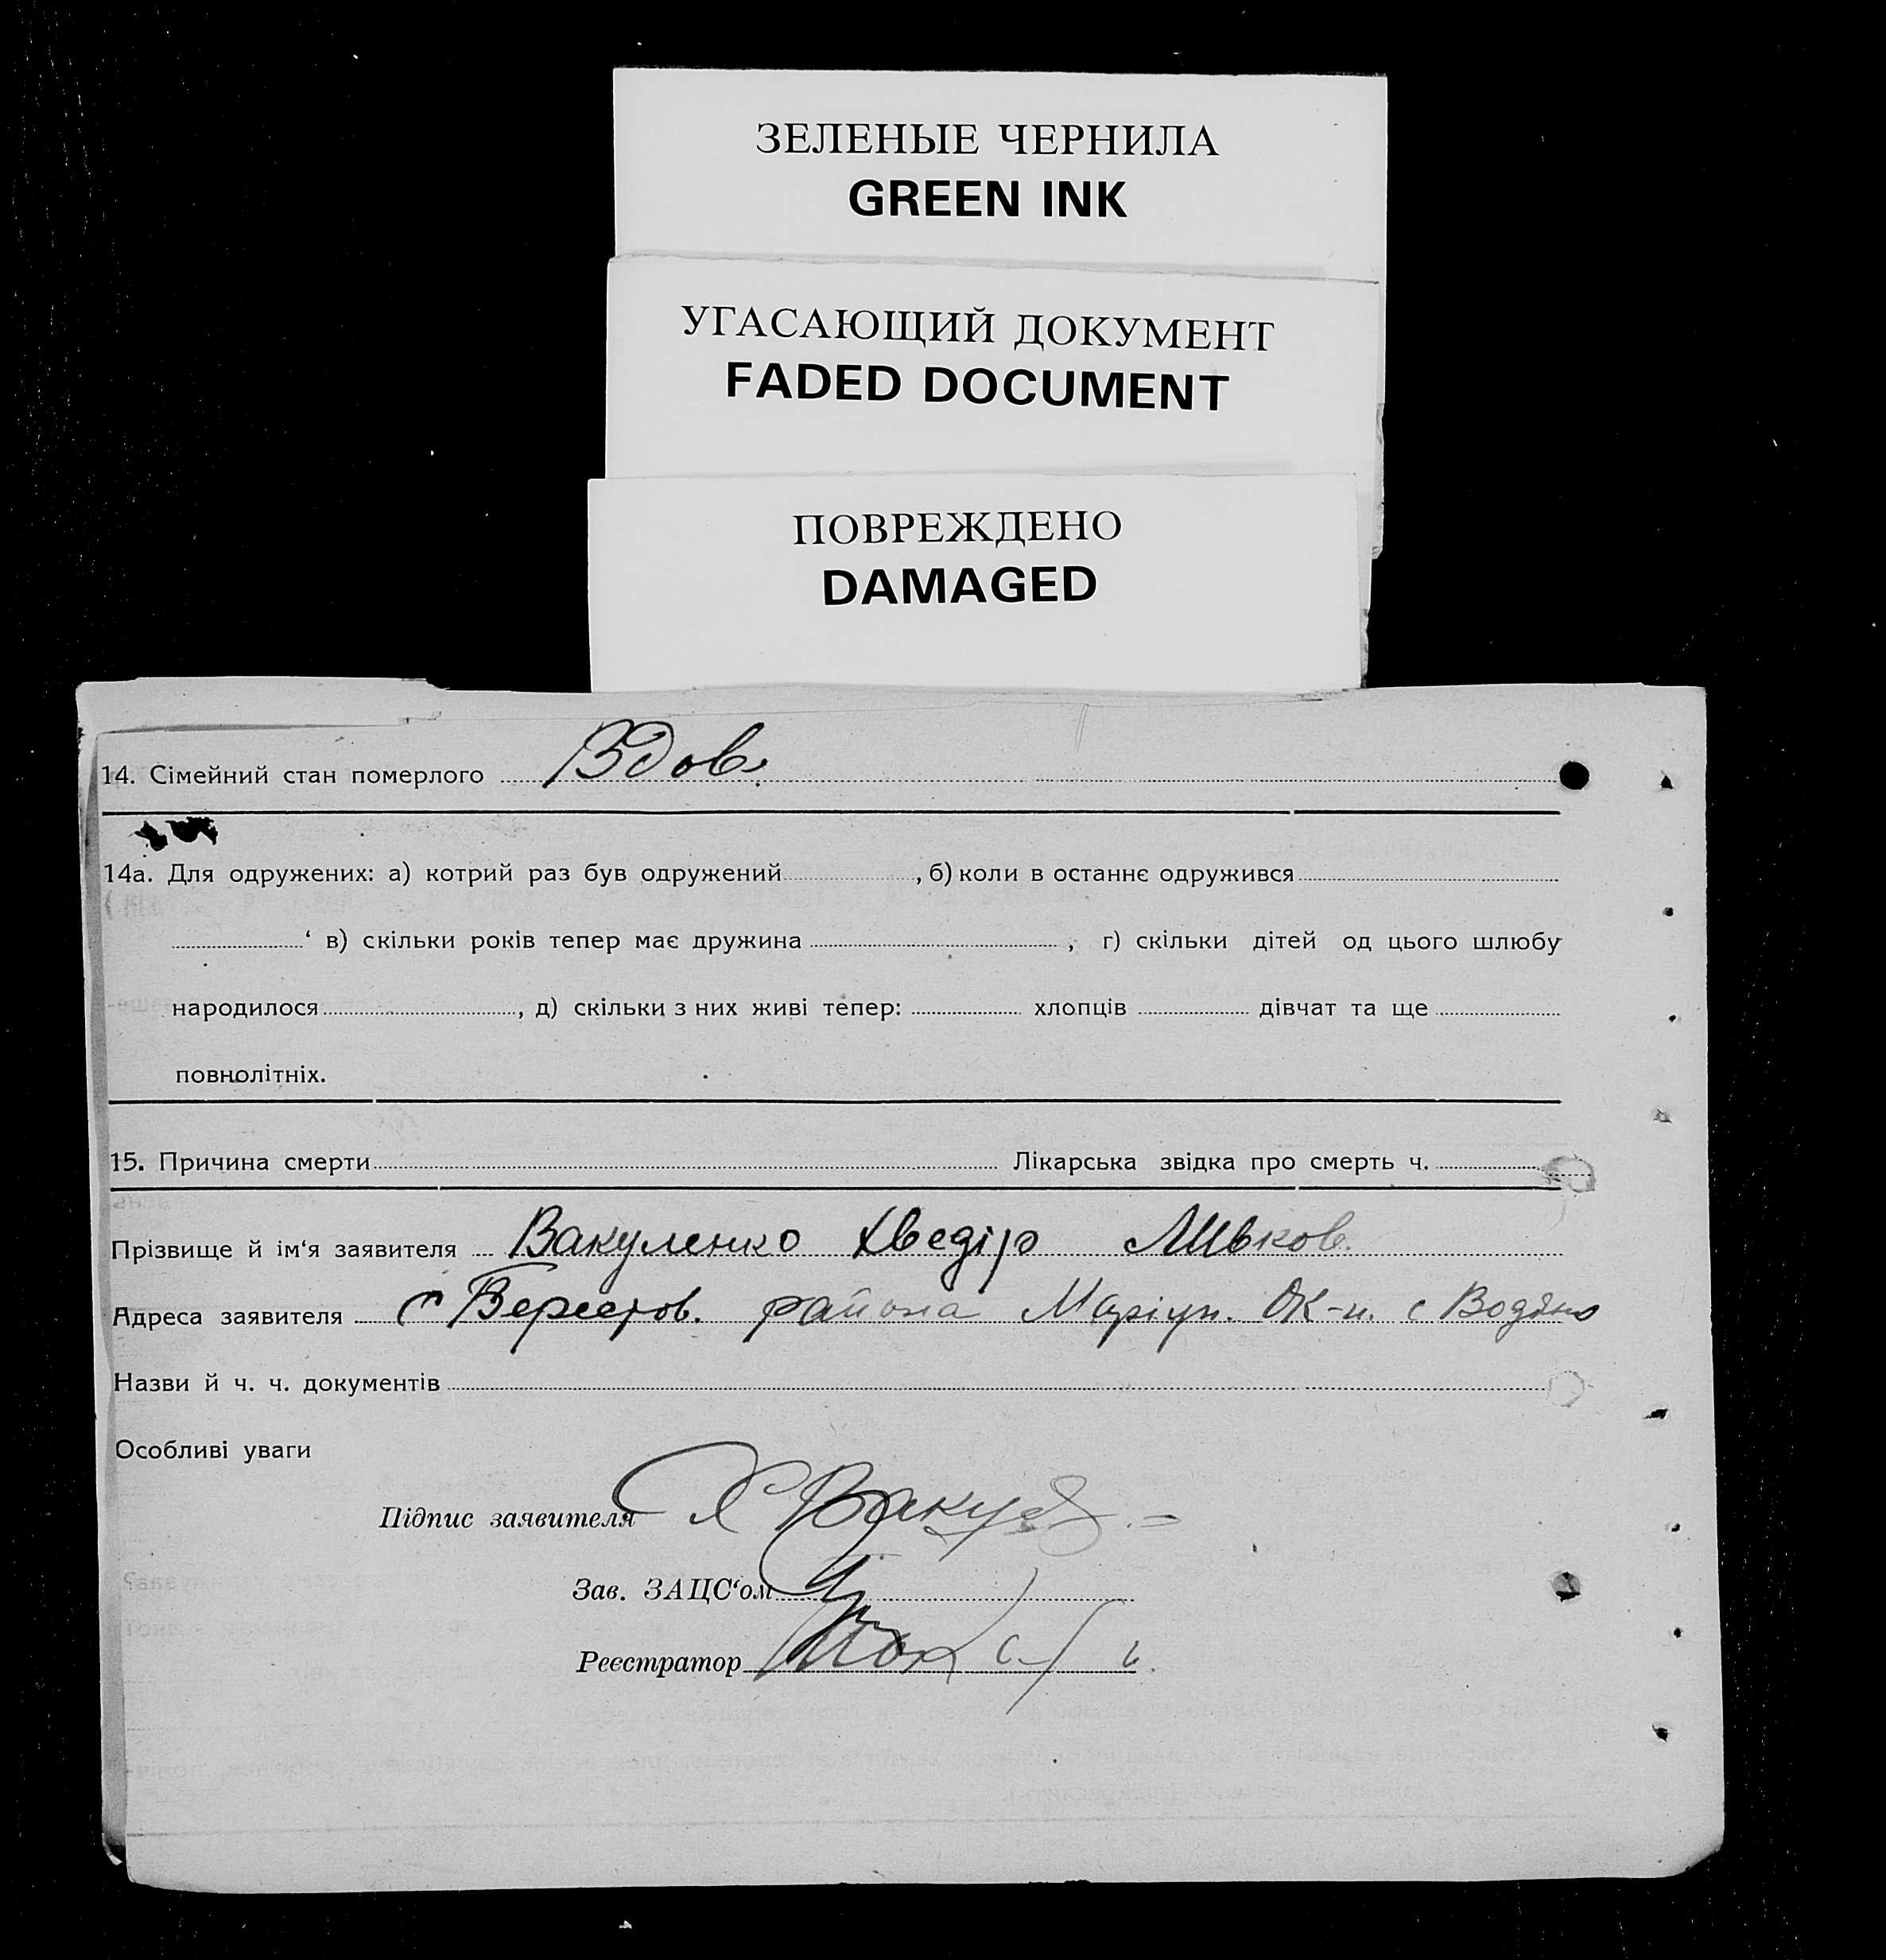 ЗЕЛЕНЫЕ ЧЕРНИЛА
GREEN INK
УГАСАЮЩИЙ ДОКУМЕНТ
FADED DOCUMENT
ПОВРЕЖДЕНО
DAMAGED
14. Сімейний стан померлого Вдов.
14а. Для одружених: а) котрий раз був одружений , б) коли в останнє одружився
‘ в) скільки років тепер має дружина , г) скільки дітей од цього шлюбу
народилося , д) скільки з них живі тепер: хлопців дівчат та ще
повнолітніх.
15. Причина смерти Лікарська звідка про смерть ч.
Прізвище й ім‘я заявителя Вакуленко Хведір
Адреса заявителя Берестов. района Маріуп. Ок-и. с
Назви й ч. ч. документів
Особливі уваги
Підпис заявителя Х Вакул
Зав. ЗАЦС‘ом
Реєстратор